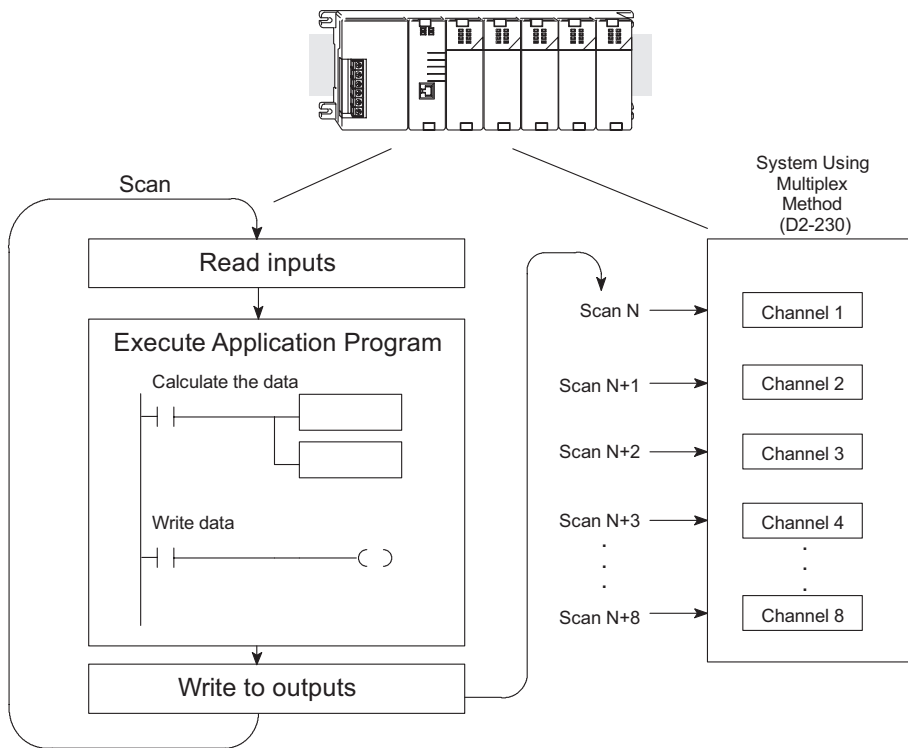 System Using
Multiplex
Method
(D2-230)
Scan
Read inputs
Execute Application Program
Calculate the data
Write data
Write to outputs
Scan N
Channel 1
Scan N+1
Channel 2
Scan N+2
Channel 3
Scan N+3
Channel 4
Scan N+8
Channel 8